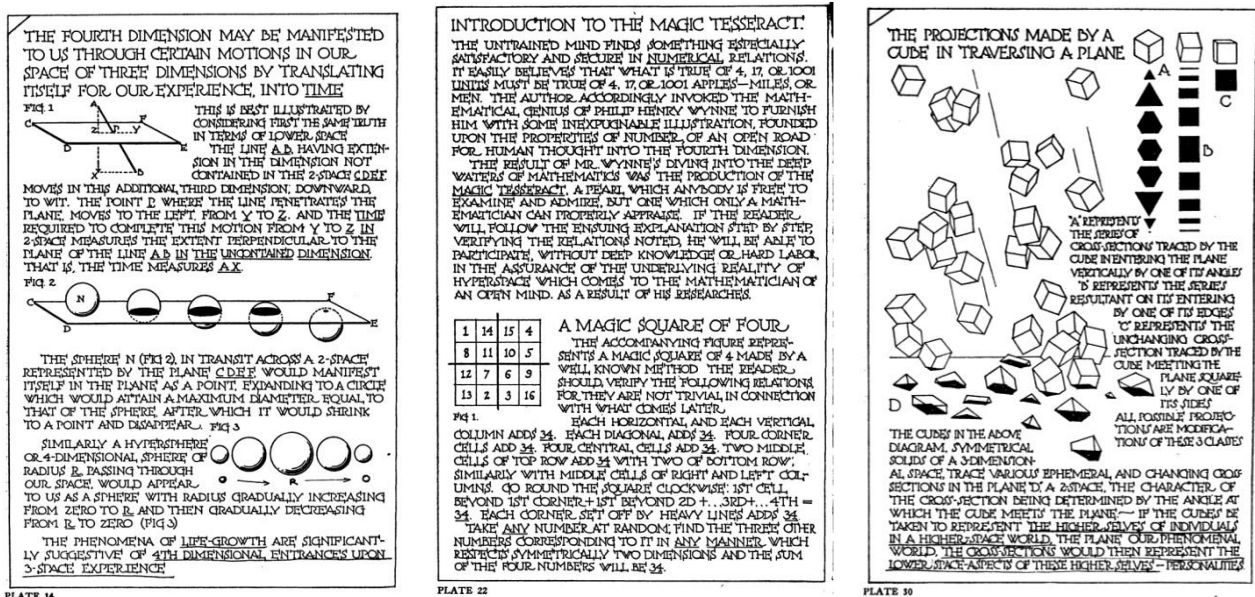 THE FOURTH DIMENSION MAY BE MANIFESTED
TO US THROUGH CERTAIN MOTIONS IN OUR
SPACE OF THREE DIMENSIONS BY TRANSLATING
ITSELF FOR OUR EXPERIENCE, INTO TIME
FIG. 1
A
C
F
Z
P
Y
D
E
X
B
THIS IS BEST ILLUSTRATED BY
CONSIDERING FIRST THE SAME TRUTH
IN TERMS OF LOWER SPACE
THE LINE A B, HAVING EXTEN-
SION IN THE DIMENSION NOT
CONTAINED IN THE 2-SPACE CDEF
MOVES IN THIS ADDITIONAL THIRD DIMENSION, DOWNWARD,
TO WIT. THE POINT P, WHERE THE LINE PENETRATES THE
PLANE, MOVES TO THE LEFT, FROM Y TO Z. AND THE TIME
REQUIRED TO COMPLETE THIS MOTION FROM Y TO Z IN
2-SPACE MEASURES THE EXTENT PERPENDICULAR TO THE
PLANE OF THE LINE A B IN THE UNCONTAINED DIMENSION.
THAT IS, THE TIME MEASURES A X.
FIG. 2
C
N
F
D
E
THE SPHERE N (FIG 2), IN TRANSIT ACROSS A 2-SPACE
REPRESENTED BY THE PLANE CDEF WOULD MANIFEST
ITSELF IN THE PLANE AS A POINT, EXPANDING TO A CIRCLE
WHICH WOULD ATTAIN A MAXIMUM DIAMETER EQUAL TO
THAT OF THE SPHERE, AFTER WHICH IT WOULD SHRINK
TO A POINT AND DISAPPEAR. FIG 3
SIMILARLY A HYPERSPHERE
OR 4-DIMENSIONAL SPHERE OF
RADIUS R, PASSING THROUGH
OUR SPACE, WOULD APPEAR
O R O
TO US AS A SPHERE WITH RADIUS GRADUALLY INCREASING
FROM ZERO TO R AND THEN GRADUALLY DECREASING
FROM R TO ZERO (FIG 3)
THE PHENOMENA OF LIFE-GROWTH ARE SIGNIFICANT-
LY SUGGESTIVE OF 4TH DIMENSIONAL ENTRANCES UPON
3-SPACE EXPERIENCE
PLATE 14
INTRODUCTION TO THE MAGIC TESSERACT.
THE UNTRAINED MIND FINDS SOMETHING ESPECIALLY
SATISFACTORY AND SECURE IN NUMERICAL RELATIONS.
IT EASILY BELIEVES THAT WHAT IS TRUE OF 4, 17, OR 1001
UNITS MUST BE TRUE OF 4, 17, OR 1001 APPLES—MILES, OR
MEN. THE AUTHOR ACCORDINGLY INVOKED THE MATH-
EMATICAL GENIUS OF PHILIP HENRY WYNNE TO FURNISH
HIM WITH SOME INEXPUGNABLE ILLUSTRATION, FOUNDED
UPON THE PROPERTIES OF NUMBER, OF AN OPEN ROAD
FOR HUMAN THOUGHT INTO THE FOURTH DIMENSION.
THE RESULT OF MR. WYNNE'S DIVING INTO THE DEEP
WATERS OF MATHEMATICS WAS THE PRODUCTION OF THE
MAGIC TESSERACT, A PEARL WHICH ANYBODY IS FREE TO
EXAMINE AND ADMIRE, BUT ONE WHICH ONLY A MATH-
EMATICIAN CAN PROPERLY APPRAISE. IF THE READER
WILL FOLLOW THE ENSUING EXPLANATION STEP BY STEP,
VERIFYING THE RELATIONS NOTED, HE WILL BE ABLE TO
PARTICIPATE, WITHOUT DEEP KNOWLEDGE OR HARD LABOR,
IN THE ASSURANCE OF THE UNDERLYING REALITY OF
HYPERSPACE WHICH COMES TO THE MATHEMATICIAN OF
AN OPEN MIND. AS A RESULT OF HIS RESEARCHES.
1 14 15 4
8 11 10 5
12 7 6 9
13 2 3 16
FIG 1.
A MAGIC SQUARE OF FOUR
THE ACCOMPANYING FIGURE REPRE-
SENTS A MAGIC SQUARE OF 4 MADE BY A
WELL KNOWN METHOD THE READER
SHOULD, VERIFY THE FOLLOWING RELATIONS,
FOR THEY ARE NOT TRIVIAL IN CONNECTION
WITH WHAT COMES LATER
EACH HORIZONTAL AND EACH VERTICAL
COLUMN ADDS 34. EACH DIAGONAL ADDS 34. FOUR CORNER
CELLS ADD 34. FOUR CENTRAL CELLS ADD 34. TWO MIDDLE
CELLS OF TOP ROW ADD 34 WITH TWO OF BOTTOM ROW;
SIMILARLY WITH MIDDLE CELLS OF RIGHT AND LEFT COL-
UMNS. GO ROUND THE SQUARE CLOCKWISE: 1ST CELL
BEYOND 1ST CORNER + 1ST BEYOND 2D +...3RD+...4TH =
34. EACH CORNER SET OFF BY HEAVY LINES ADDS 34
TAKE ANY NUMBER AT RANDOM, FIND THE THREE OTHER
NUMBERS CORRESPONDING TO IT IN ANY MANNER WHICH
RESPECTS SYMMETRICALLY TWO DIMENSIONS AND THE SUM
OF THE FOUR NUMBERS WILL BE 34.
PLATE 22
THE PROJECTIONS MADE BY A
CUBE IN TRAVERSING A PLANE
A
C
B
"A" REPRESENTS
THE SERIES OF
CROSS-SECTIONS TRACED BY THE
CUBE IN ENTERING THE PLANE
VERTICALLY BY ONE OF ITS ANGLES
"B" REPRESENTS THE SERIES
RESULTANT ON ITS ENTERING
BY ONE OF ITS EDGES
"C" REPRESENTS THE
UNCHANGING CROSS-
SECTION TRACED BY THE
CUBE MEETING THE
PLANE SQUARE-
LY BY ONE OF
ITS SIDES
ALL POSSIBLE PROJEC-
TIONS ARE MODIFICA-
TIONS OF THESE 3 CLASSES
D
THE CUBES IN THE ABOVE
DIAGRAM, SYMMETRICAL
SOLIDS OF A 3-DIMENSION-
AL SPACE, TRACE VARIOUS EPHEMERAL AND CHANGING CROSS
SECTIONS IN THE PLANE, D, A 2-SPACE, THE CHARACTER OF
THE CROSS-SECTION BEING DETERMINED BY THE ANGLE AT
WHICH THE CUBE MEETS THE PLANE — IF THE CUBES BE
TAKEN TO REPRESENT THE HIGHER SELVES OF INDIVIDUALS
IN A HIGHER-SPACE WORLD, THE PLANE OUR PHENOMENAL
WORLD, THE CROSS-SECTIONS WOULD THEN REPRESENT THE
LOWER SPACE-ASPECTS OF THESE HIGHER SELVES – PERSONALITIES
PLATE 30